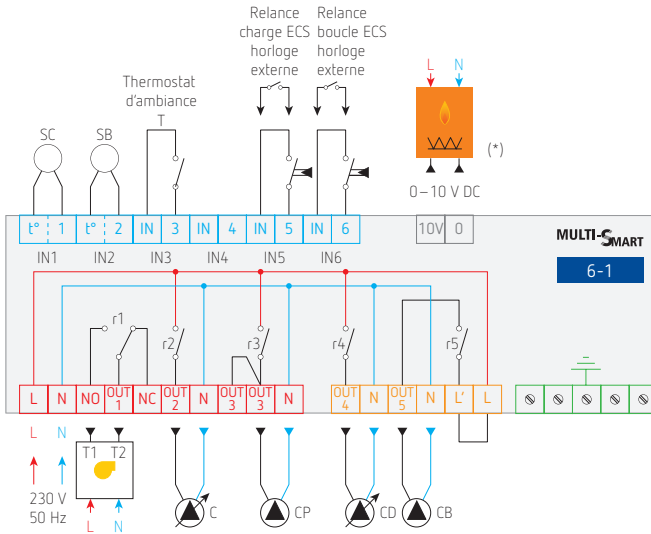 Relance
charge ECS
horloge
externe
Relance
boucle ECS
horloge
externe
Thermostat
d'ambiance
T
SC
SB
L N
(*)
0–10 V DC
t° 1 t° 2 IN 3 IN 4 IN 5 IN 6 10V 0
IN1 IN2 IN3 IN4 IN5 IN6
MULTI-SMART
6-1
r1 r2 r3 r4 r5
L N NO OUT 1 NC OUT 2 N OUT 3 OUT 3 N OUT 4 N OUT 5 N L' L
L N
T1 T2
230 V
50 Hz
L N
C CP CD CB